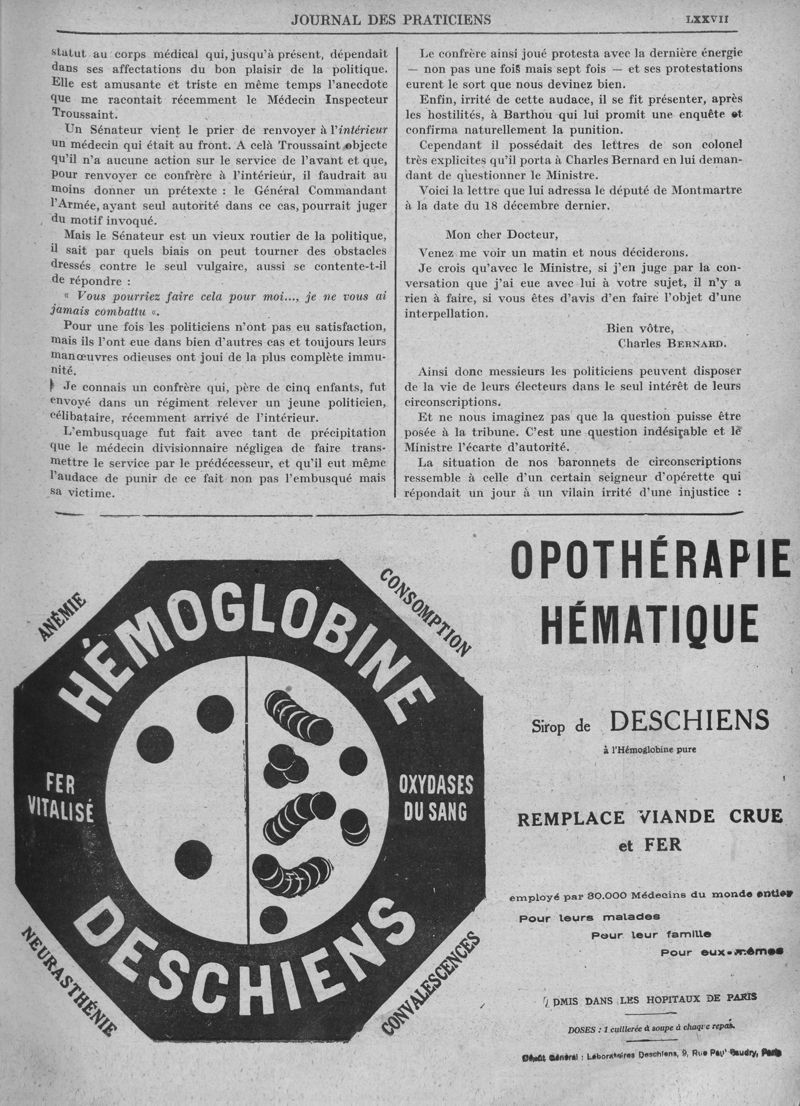 JOURNAL DES PRATICIENS
LXXVII
statut au corps médical qui, jusqu'à présent, dépendait
dans ses affectations du bon plaisir de la politique.
Elle est amusante et triste en même temps l'anecdote
que me racontait récemment le Médecin Inspecteur
Troussaint.
Un Sénateur vient le prier de renvoyer à l'intérieur
un médecin qui était au front. A celà Troussaint objecte
qu'il n'a aucune action sur le service de l'avant et que,
pour renvoyer ce confrère à l'intérieur, il faudrait au
moins donner un prétexte : le Général Commandant
l'Armée, ayant seul autorité dans ce cas, pourrait juger
du motif invoqué.
Mais le Sénateur est un vieux routier de la politique,
il sait par quels biais on peut tourner des obstacles
dressés contre le seul vulgaire, aussi se contente-t-il
de répondre :
« Vous pourriez faire cela pour moi..., je ne vous ai
jamais combattu «.
Pour une fois les politiciens n'ont pas eu satisfaction,
mais ils l'ont eue dans bien d'autres cas et toujours leurs
manœuvres odieuses ont joui de la plus complète immu-
nité.
Je connais un confrère qui, père de cinq enfants, fut
envoyé dans un régiment relever un jeune politicien,
célibataire, récemment arrivé de l'intérieur.
L'embusquage fut fait avec tant de précipitation
que le médecin divisionnaire négligea de faire trans-
mettre le service par le prédécesseur, et qu'il eut même
l'audace de punir de ce fait non pas l'embusqué mais
sa victime.
Le confrère ainsi joué protesta avec la dernière énergie
— non pas une fois mais sept fois — et ses protestations
eurent le sort que nous devinez bien.
Enfin, irrité de cette audace, il se fit présenter, après
les hostilités, à Barthou qui lui promit une enquête et
confirma naturellement la punition.
Cependant il possédait des lettres de son colonel
très explicites qu'il porta à Charles Bernard en lui deman-
dant de questionner le Ministre.
Voici la lettre que lui adressa le député de Montmartre
à la date du 18 décembre dernier.
Mon cher Docteur,
Venez me voir un matin et nous déciderons.
Je crois qu'avec le Ministre, si j'en juge par la con-
versation que j'ai eue avec lui à votre sujet, il n'y a
rien à faire, si vous êtes d'avis d'en faire l'objet d'une
interpellation.
Bien vôtre,
Charles BERNARD.
Ainsi donc messieurs les politiciens peuvent disposer
de la vie de leurs électeurs dans le seul intérêt de leurs
circonscriptions.
Et ne nous imaginez pas que la question puisse être
posée à la tribune. C'est une question indésirable et le
Ministre l'écarte d'autorité.
La situation de nos baronnets de circonscriptions
ressemble à celle d'un certain seigneur d'opérette qui
répondait un jour à un vilain irrité d'une injustice :
ANÉMIE
CONSOMPTION
HÉMOGLOBINE
FER
VITALISÉ
OXYDASES
DU SANG
DESCHIENS
NEURASTHÉNIE
CONVALESCENCES
OPOTHÉRAPIE
HÉMATIQUE
Sirop de DESCHIENS
à l'Hémoglobine pure
REMPLACE VIANDE CRUE
et FER
employé par 30.000 Médecins du monde entier
Pour leurs malades
Pour leur famille
Pour eux-mêmes
DMIS DANS LES HOPITAUX DE PARIS
DOSES : 1 cuillerée à soupe à chaque repas.
Dépôt Général : Laboratoires Deschiens, 9, Rue Paul Baudry, Paris